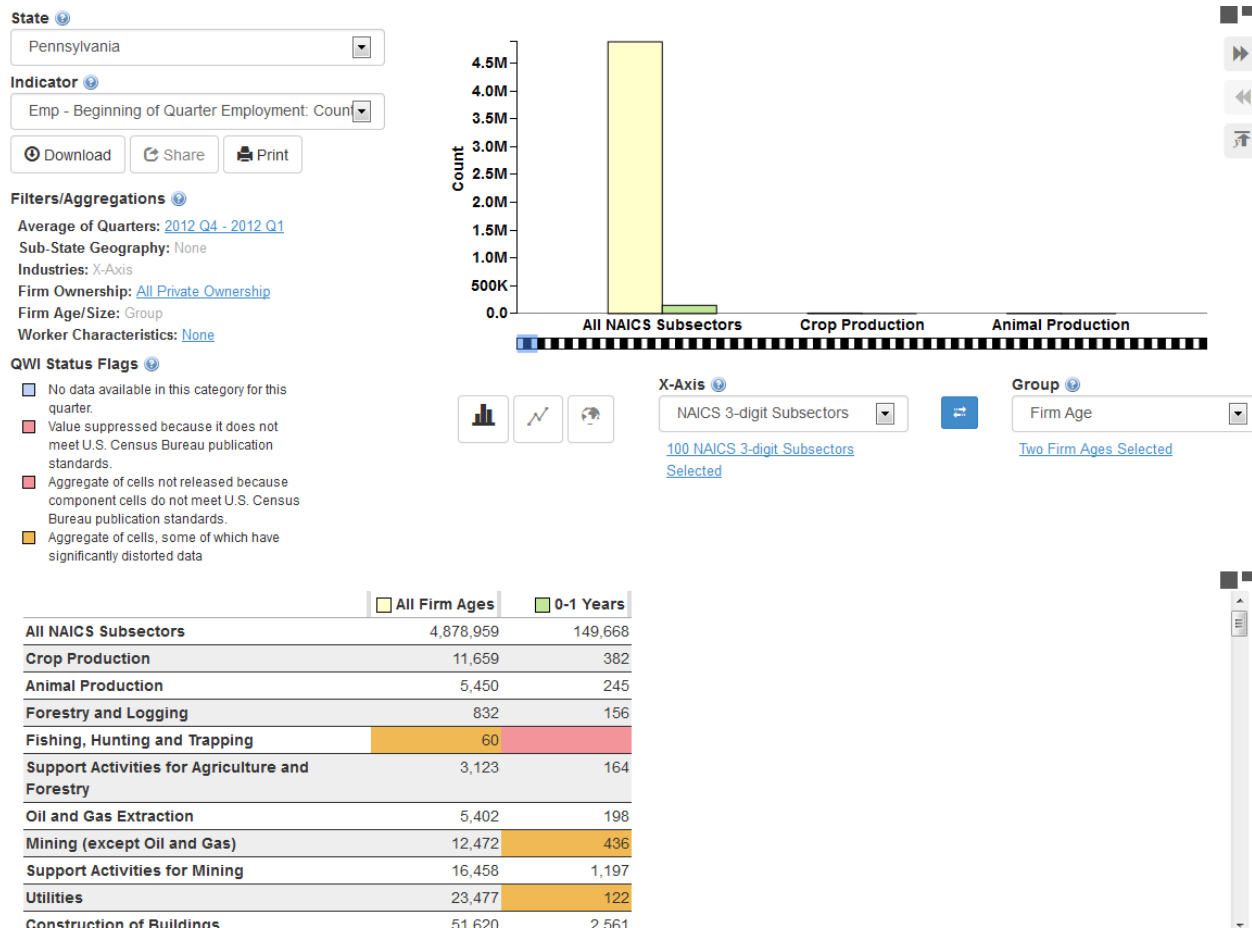 State
Pennsylvania
Indicator
Emp - Beginning of Quarter Employment: Count
Download Share Print
Filters/Aggregations
Average of Quarters: 2012 Q4 - 2012 Q1
Sub-State Geography: None
Industries: X-Axis
Firm Ownership: All Private Ownership
Firm Age/Size: Group
Worker Characteristics: None
QWI Status Flags
No data available in this category for this
quarter.
Value suppressed because it does not
meet U.S. Census Bureau publication
standards.
Aggregate of cells not released because
component cells do not meet U.S. Census
Bureau publication standards.
Aggregate of cells, some of which have
significantly distorted data
Count
4.5M
4.0M
3.5M
3.0M
2.5M
2.0M
1.5M
1.0M
500K
0.0
All NAICS Subsectors Crop Production Animal Production
X-Axis
NAICS 3-digit Subsectors
100 NAICS 3-digit Subsectors
Selected
Group
Firm Age
Two Firm Ages Selected
All Firm Ages 0-1 Years
All NAICS Subsectors 4,878,959 149,668
Crop Production 11,659 382
Animal Production 5,450 245
Forestry and Logging 832 156
Fishing, Hunting and Trapping 60
Support Activities for Agriculture and 3,123 164
Forestry
Oil and Gas Extraction 5,402 198
Mining (except Oil and Gas) 12,472 436
Support Activities for Mining 16,458 1,197
Utilities 23,477 122
Construction of Buildings 51,620 2,561